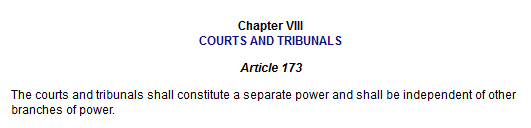 Chapter VIII
COURTS AND TRIBUNALS
Article 173
The courts and tribunals shall constitute a separate power and shall be independent of other
branches of power.